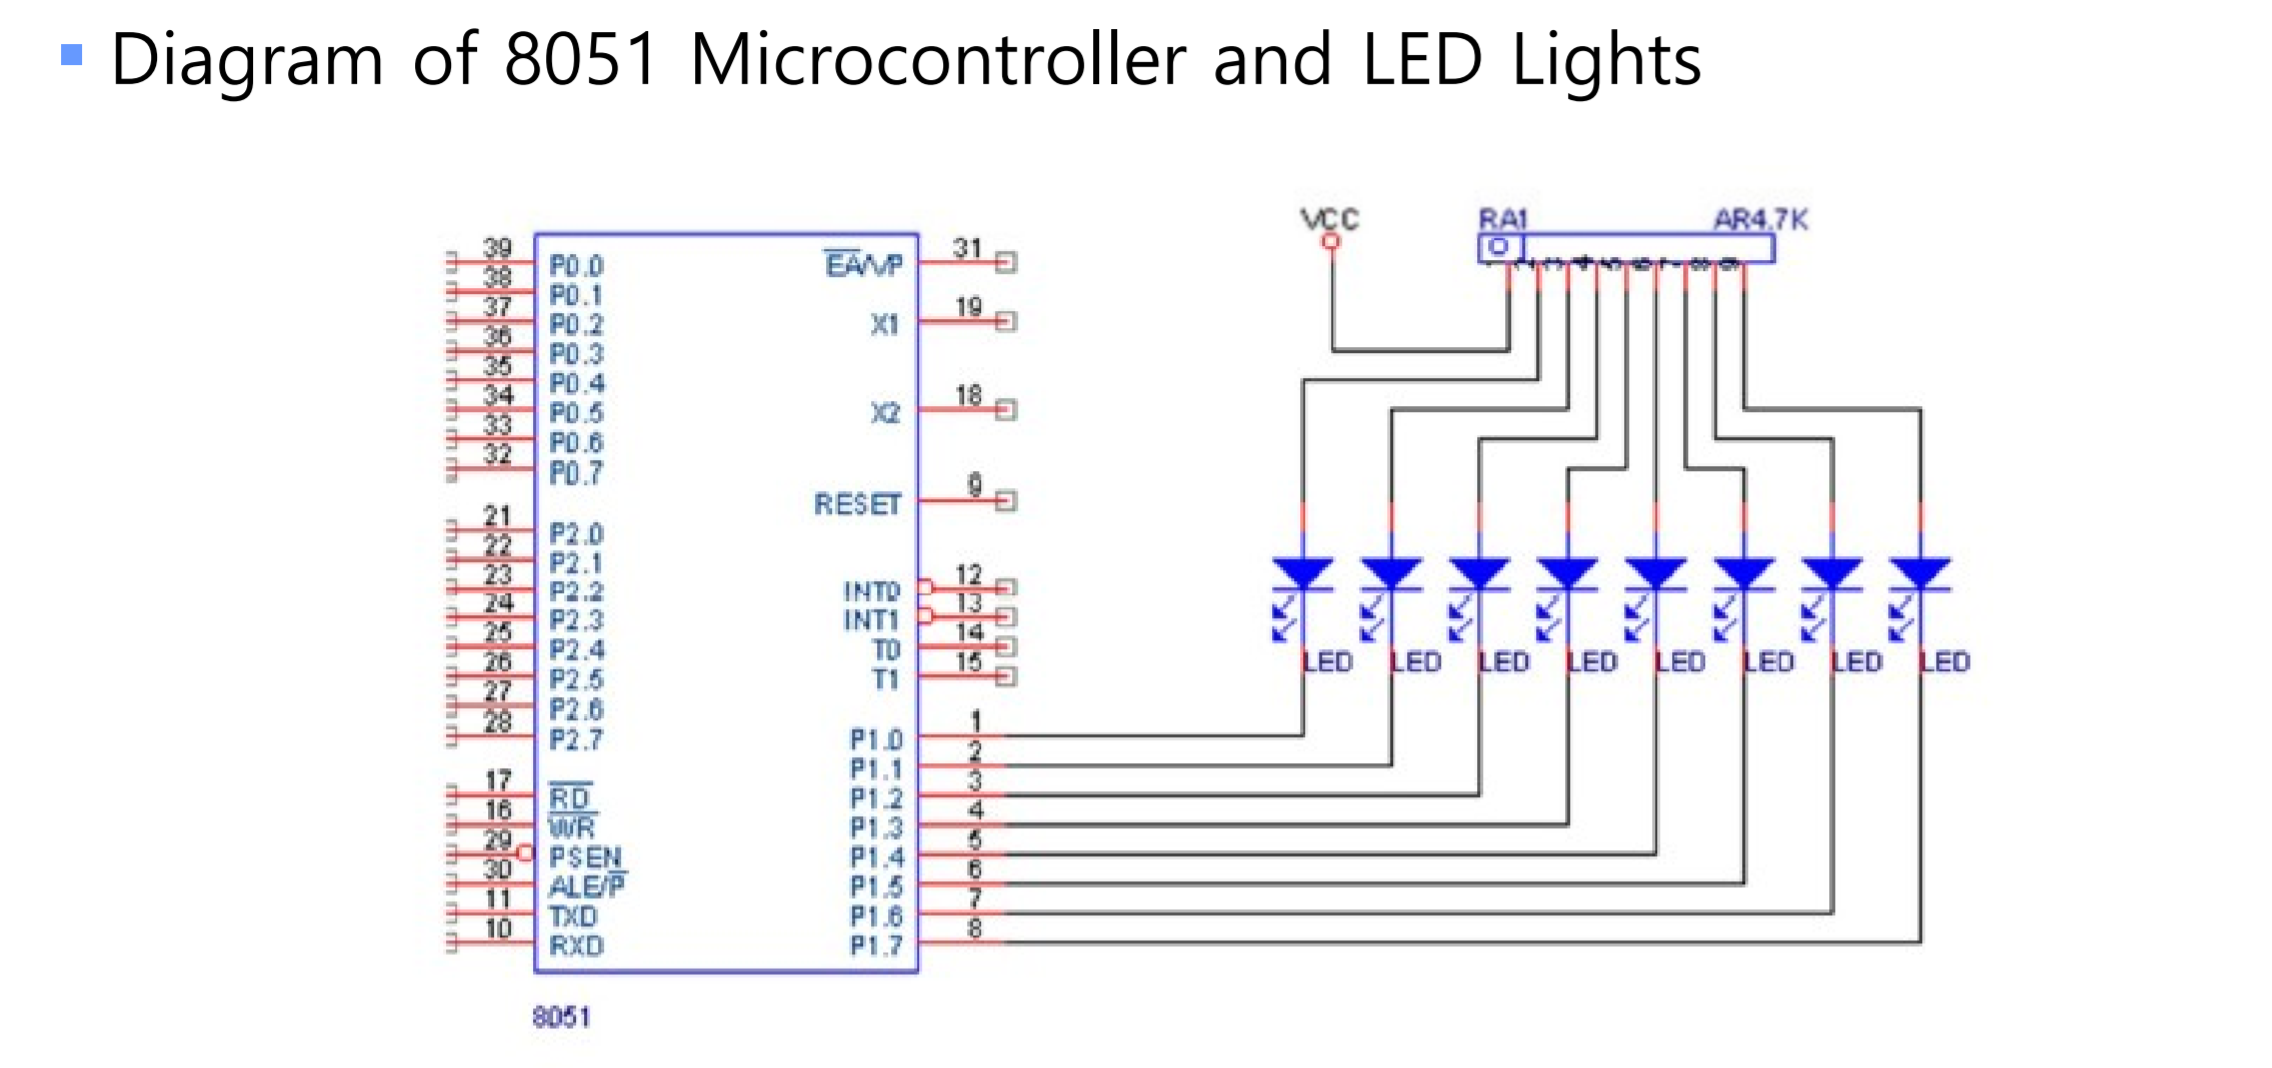 Diagram of 8051 Microcontroller and LED Lights
VCC
RA1 AR4.7K
39 P0.0
38 P0.1
37 P0.2
36 P0.3
35 P0.4
34 P0.5
33 P0.6
32 P0.7
21 P2.0
22 P2.1
23 P2.2
24 P2.3
25 P2.4
26 P2.5
27 P2.6
28 P2.7
17 RD
16 WR
29 PSEN
30 ALE/P
11 TXD
10 RXD
EA/VP 31
X1 19
X2 18
RESET 9
INT0 12
INT1 13
T0 14
T1 15
P1.0 1
P1.1 2
P1.2 3
P1.3 4
P1.4 5
P1.5 6
P1.6 7
P1.7 8
LED LED LED LED LED LED LED LED
8051